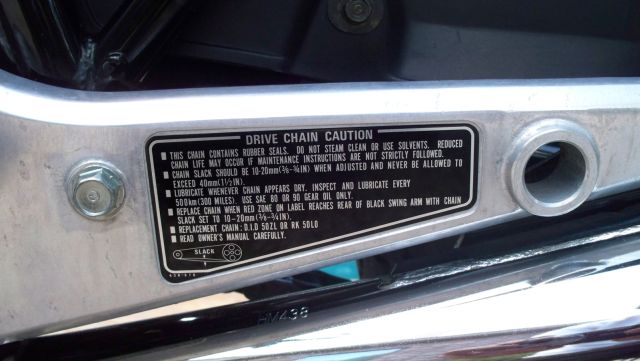 DRIVE CHAIN CAUTION
■ THIS CHAIN CONTAINS RUBBER SEALS. DO NOT STEAM CLEAN OR USE SOLVENTS. REDUCED
CHAIN LIFE MAY OCCUR IF MAINTENANCE INSTRUCTIONS ARE NOT STRICTLY FOLLOWED.
■ CHAIN SLACK SHOULD BE 10-20mm(3/8-3/4IN) WHEN ADJUSTED AND NEVER BE ALLOWED TO
EXCEED 40mm(1 1/2IN).
■ LUBRICATE WHENEVER CHAIN APPEARS DRY. INSPECT AND LUBRICATE EVERY
500km(300 MILES). USE SAE 80 OR 90 GEAR OIL ONLY.
■ REPLACE CHAIN WHEN RED ZONE ON LABEL REACHES REAR OF BLACK SWING ARM WITH CHAIN
SLACK SET TO 10-20mm(3/8-3/4IN).
■ REPLACEMENT CHAIN: D.I.D 50ZL OR RK 50LO
■ READ OWNER'S MANUAL CAREFULLY.
SLACK
HM438